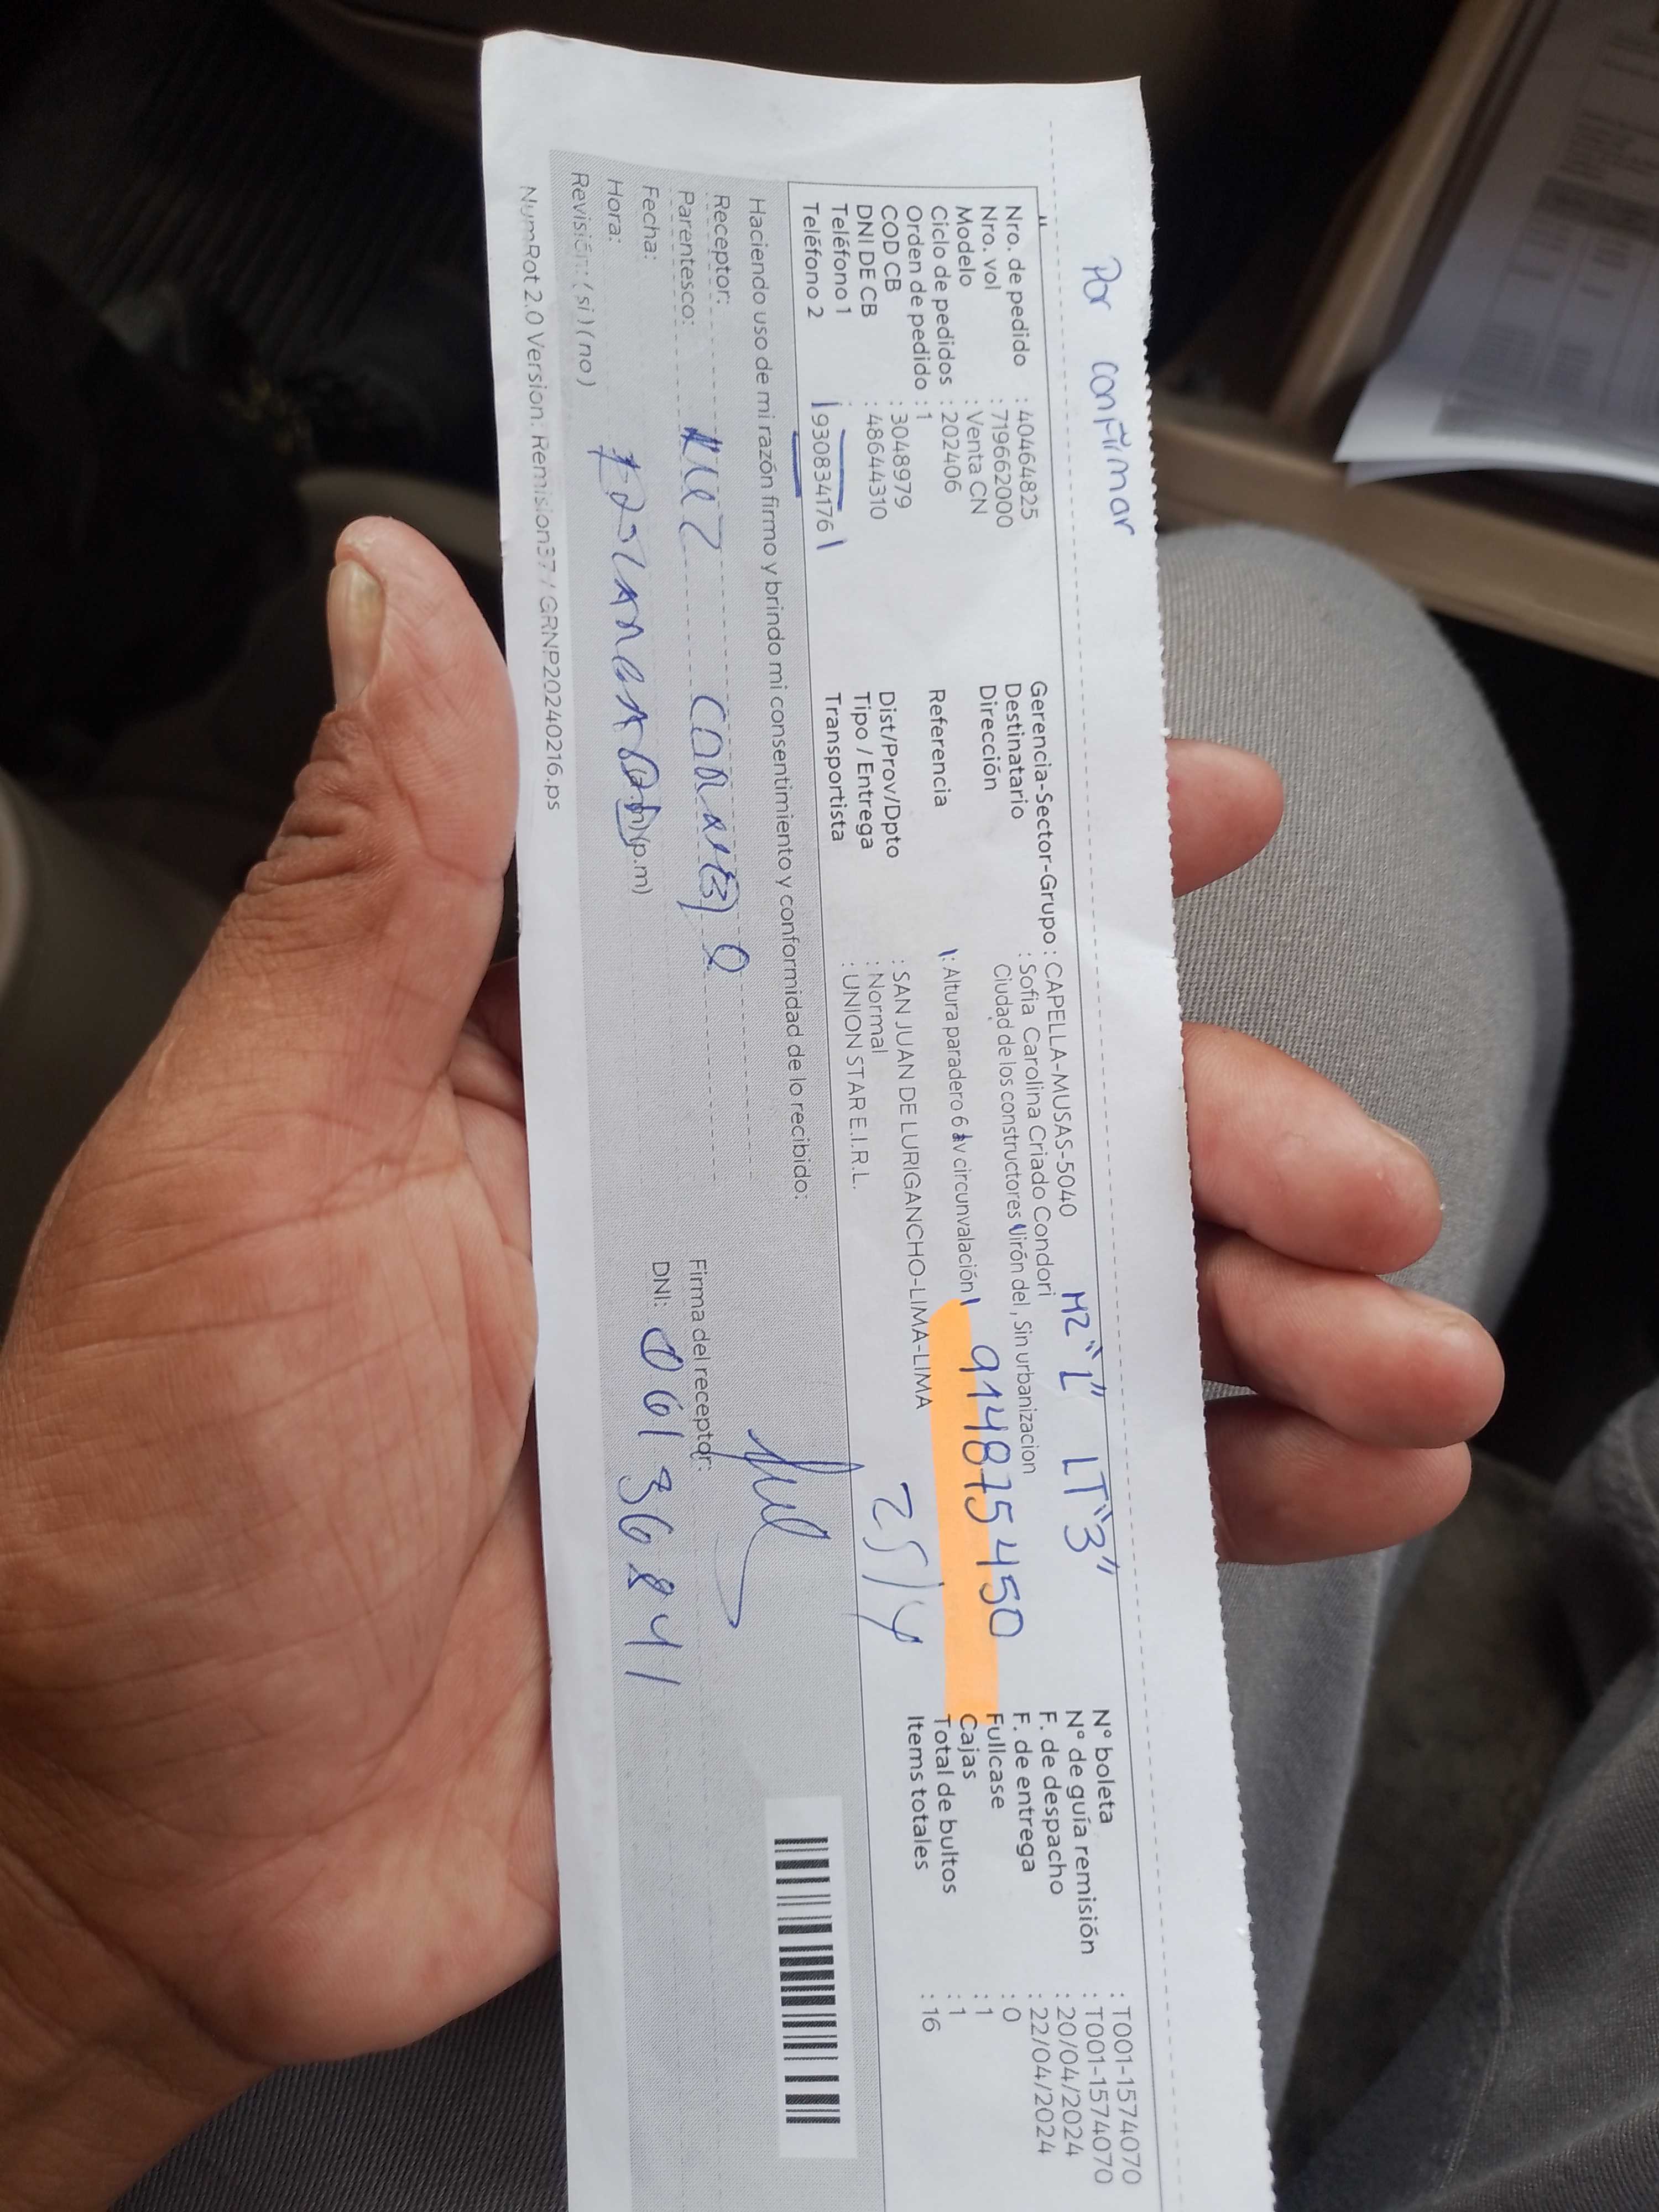 Por confirmar
Nro. de pedido : 40464825
Nro. vol : 719662000
Modelo : Venta CN
Ciclo de pedidos : 202406
Orden de pedido : 1
COD CB : 3048979
DNI DE CB : 48644310
Teléfono 1 :
Teléfono 2 930834176
Gerencia-Sector-Grupo : CAPELLA-MUSAS-5040
Destinatario : Sofia Carolina Criado Condori
Dirección Ciudad de los constructores Jirón del , Sin urbanizacion
Referencia : Altura paradero 6 av circunvalación
Dist/Prov/Dpto : SAN JUAN DE LURIGANCHO-LIMA-LIMA
Tipo / Entrega : Normal
Transportista : UNION STAR E.I.R.L.
MZ "L" LT "3"
914875450
25/4
N° boleta : T001-1574070
N° de guía remisión : T001-1574070
F. de despacho : 20/04/2024
F. de entrega : 22/04/2024
Fullcase : 0
Cajas : 1
Total de bultos : 1
Items totales : 16
Haciendo uso de mi razón firmo y brindo mi consentimiento y conformidad de lo recibido:
Receptor:
Parentesco:
Fecha:
Hora: (p.m)
Revisión: ( si ) ( no )
Firma del receptor:
DNI: 06136841
NumRot 2.0 Version: Remision37 / GRNP20240216.ps